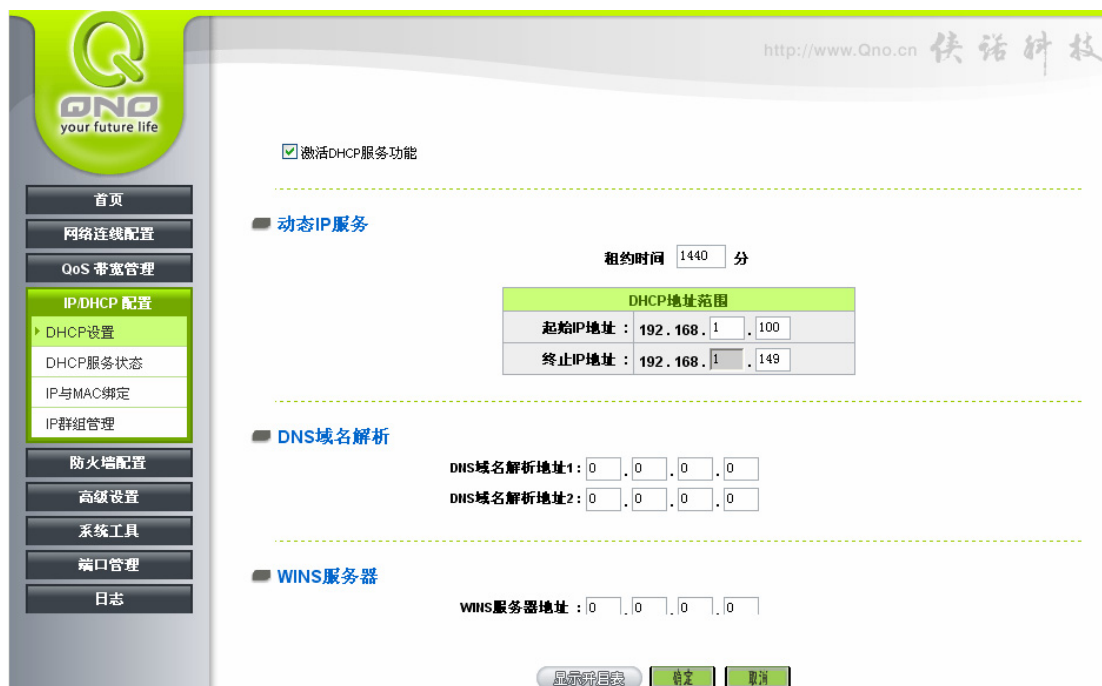 QNO
your future life
http://www.Qno.cn 侠诺科技
激活DHCP服务功能
首页
网络连线配置
QoS 带宽管理
IP/DHCP 配置
DHCP设置
DHCP服务状态
IP与MAC绑定
IP群组管理
防火墙配置
高级设置
系统工具
端口管理
日志
动态IP服务
租约时间 1440 分
DHCP地址范围
起始IP地址 : 192.168.1.100
终止IP地址 : 192.168.1.149
DNS域名解析
DNS域名解析地址1: 0.0.0.0
DNS域名解析地址2: 0.0.0.0
WINS服务器
WINS服务器地址 : 0.0.0.0
确定
取消